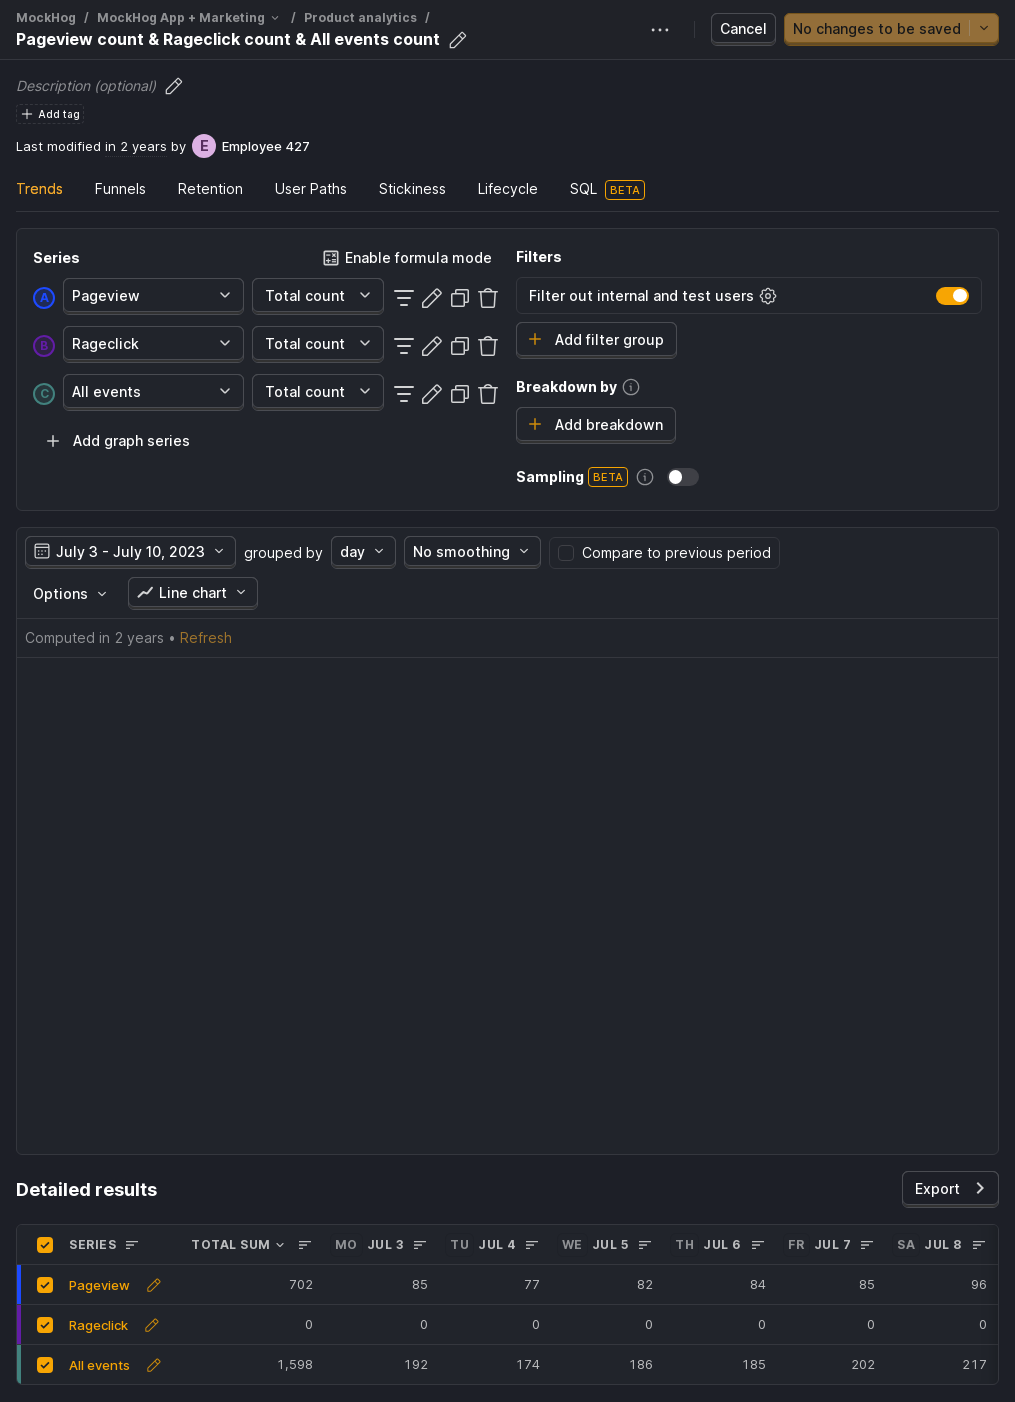 MockHog / MockHog App + Marketing / Product analytics /
Pageview count & Rageclick count & All events count
Cancel
No changes to be saved
Description (optional)
Add tag
Last modified in 2 years by E Employee 427
Trends Funnels Retention User Paths Stickiness Lifecycle SQL BETA
Series
Enable formula mode
A Pageview Total count
B Rageclick Total count
C All events Total count
Add graph series
Filters
Filter out internal and test users
Add filter group
Breakdown by
Add breakdown
Sampling BETA
July 3 - July 10, 2023 grouped by day No smoothing Compare to previous period
Options Line chart
Computed in 2 years • Refresh
Detailed results
Export
SERIES TOTAL SUM MO JUL 3 TU JUL 4 WE JUL 5 TH JUL 6 FR JUL 7 SA JUL 8
Pageview 702 85 77 82 84 85 96
Rageclick 0 0 0 0 0 0 0
All events 1,598 192 174 186 185 202 217